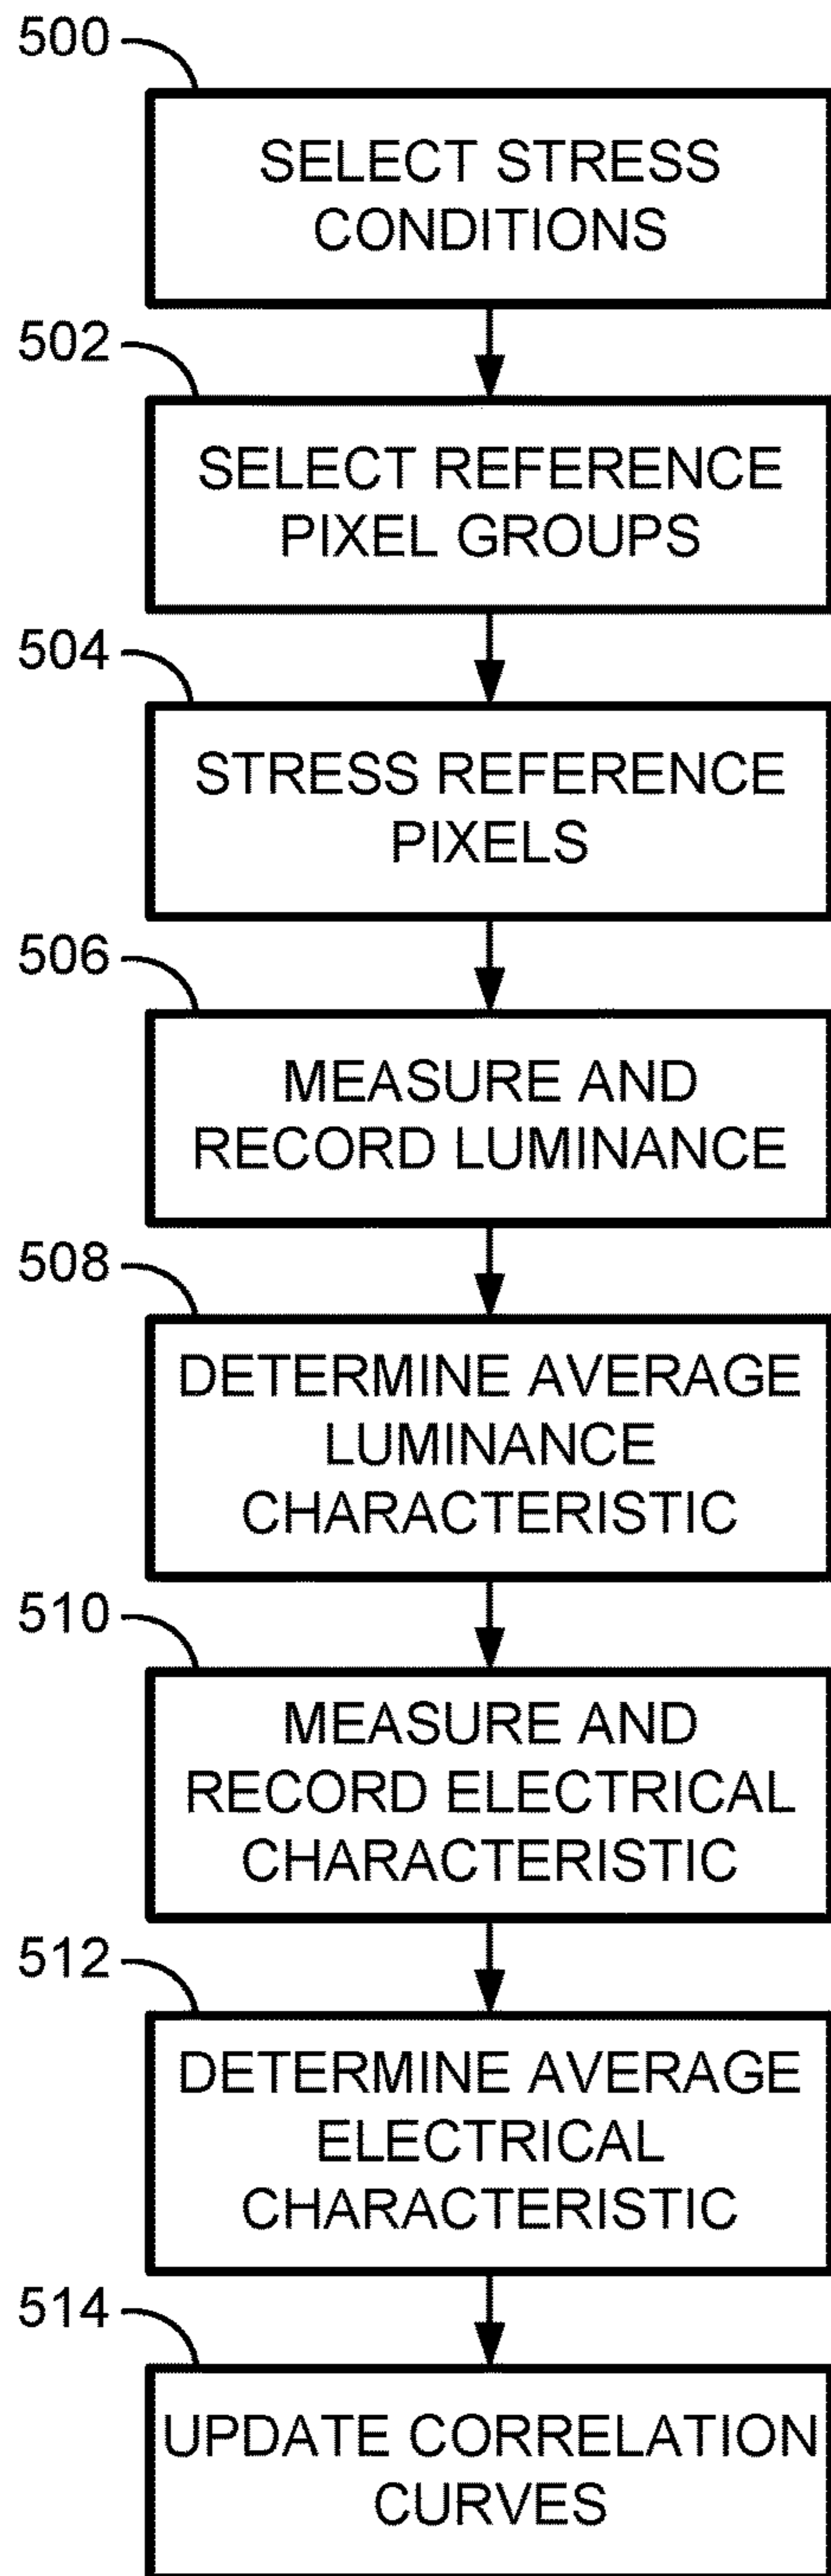 500
SELECT STRESS
CONDITIONS
502
SELECT REFERENCE
PIXEL GROUPS
504
STRESS REFERENCE
PIXELS
506
MEASURE AND
RECORD LUMINANCE
508
DETERMINE AVERAGE
LUMINANCE
CHARACTERISTIC
510
MEASURE AND
RECORD ELECTRICAL
CHARACTERISTIC
512
DETERMINE AVERAGE
ELECTRICAL
CHARACTERISTIC
514
UPDATE CORRELATION
CURVES